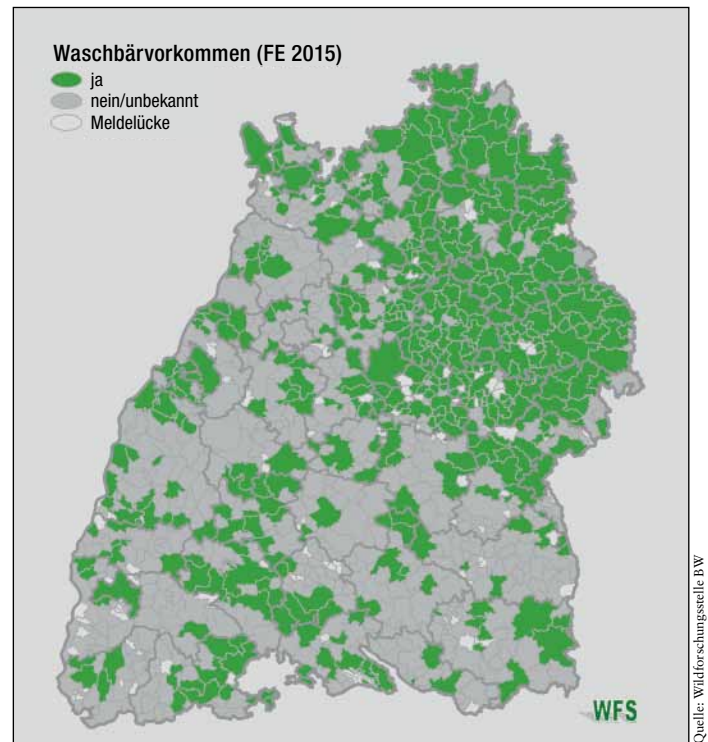 Waschbärvorkommen (FE 2015)
ja
nein/unbekannt
Meldelücke
WFS
Quelle: Wildforschungsstelle BW